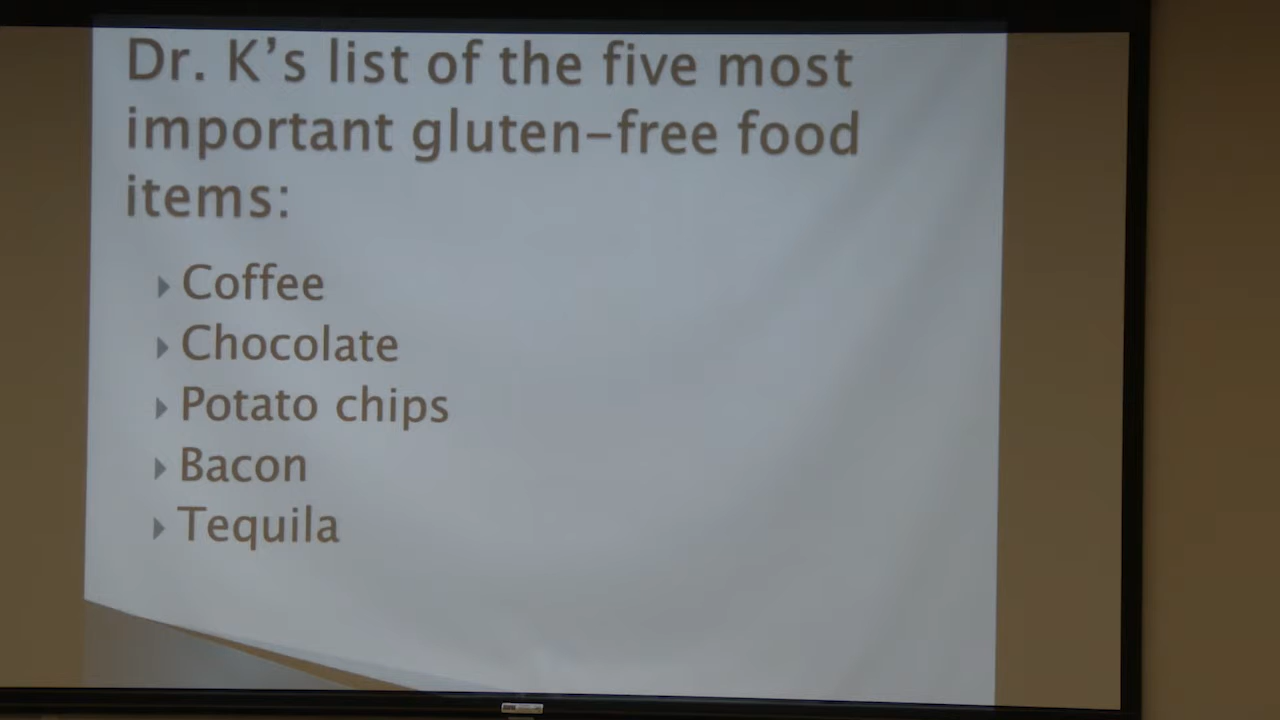 Dr. K’s list of the five most
important gluten-free food
items:
Coffee
Chocolate
Potato chips
Bacon
Tequila